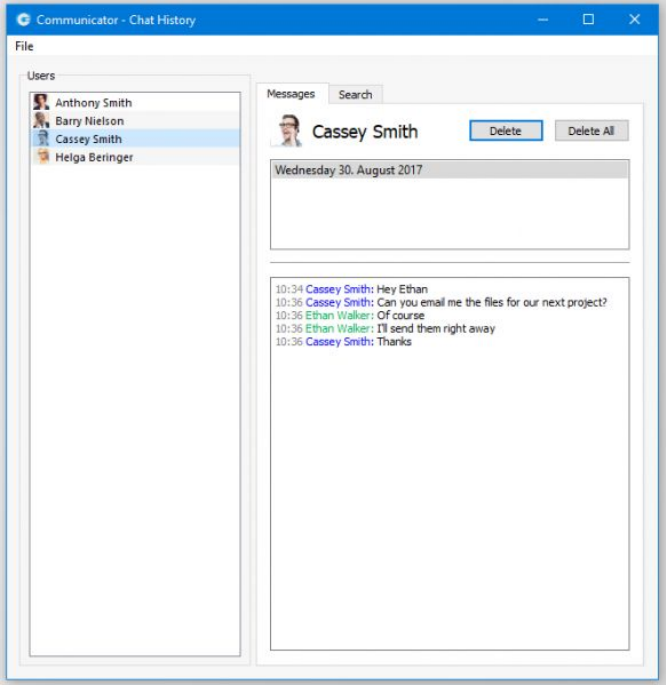 Communicator - Chat History
File
Users
Anthony Smith
Barry Nielson
Cassey Smith
Helga Beringer
Messages
Search
Cassey Smith
Delete
Delete All
Wednesday 30. August 2017
10:34 Cassey Smith: Hey Ethan
10:36 Cassey Smith: Can you email me the files for our next project?
10:36 Ethan Walker: Of course
10:36 Ethan Walker: I'll send them right away
10:36 Cassey Smith: Thanks